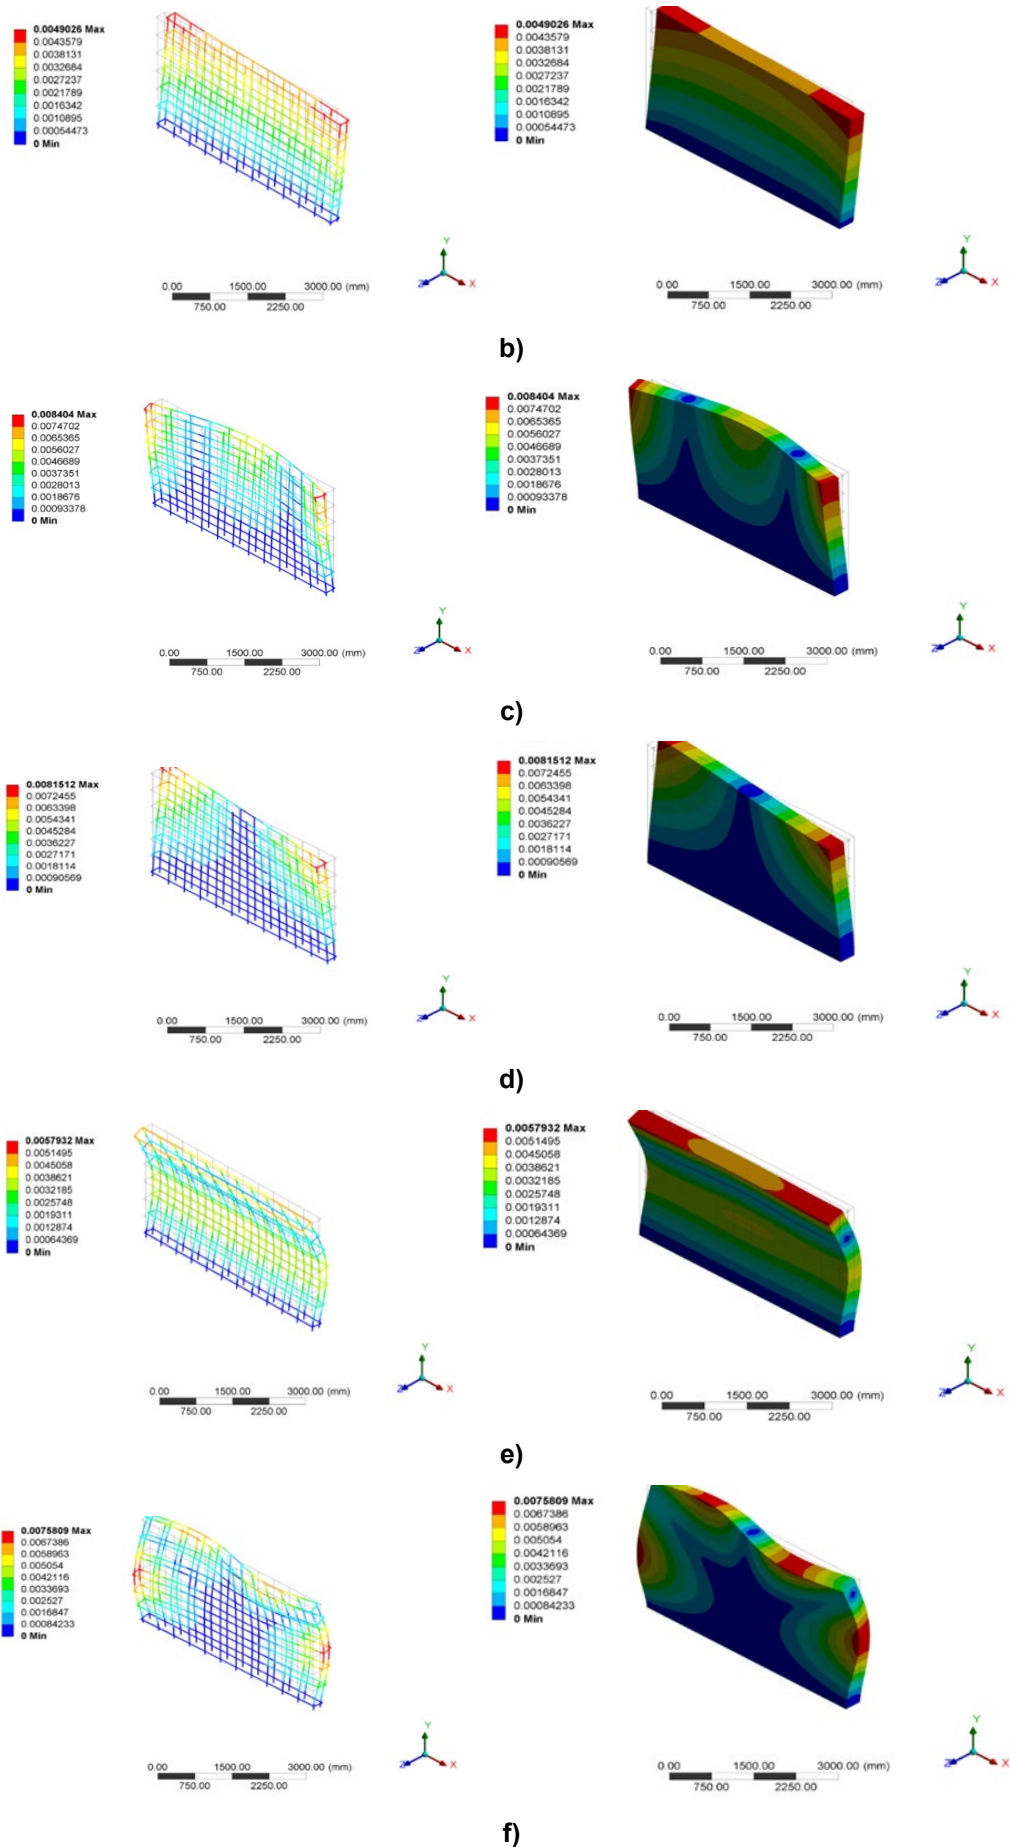 0.0049026 Max
0.0043579
0.0038131
0.0032684
0.0027237
0.0021789
0.0016342
0.0010895
0.00054473
0 Min
Y
Z
X
0.00 1500.00 3000.00 (mm)
750.00 2250.00
0.0049026 Max
0.0043579
0.0038131
0.0032684
0.0027237
0.0021789
0.0016342
0.0010895
0.00054473
0 Min
Y
Z
X
0.00 1500.00 3000.00 (mm)
750.00 2250.00
b)
0.008404 Max
0.0074702
0.0065365
0.0056027
0.0046689
0.0037351
0.0028013
0.0018676
0.00093378
0 Min
Y
Z
X
0.00 1500.00 3000.00 (mm)
750.00 2250.00
0.008404 Max
0.0074702
0.0065365
0.0056027
0.0046689
0.0037351
0.0028013
0.0018676
0.00093378
0 Min
Y
Z
X
0.00 1500.00 3000.00 (mm)
750.00 2250.00
c)
0.0081512 Max
0.0072455
0.0063398
0.0054341
0.0045284
0.0036227
0.0027171
0.0018114
0.00090569
0 Min
Y
Z
X
0.00 1500.00 3000.00 (mm)
750.00 2250.00
0.0081512 Max
0.0072455
0.0063398
0.0054341
0.0045284
0.0036227
0.0027171
0.0018114
0.00090569
0 Min
Y
Z
X
0.00 1500.00 3000.00 (mm)
750.00 2250.00
d)
0.0057932 Max
0.0051495
0.0045058
0.0038621
0.0032185
0.0025748
0.0019311
0.0012874
0.00064369
0 Min
Y
Z
X
0.00 1500.00 3000.00 (mm)
750.00 2250.00
0.0057932 Max
0.0051495
0.0045058
0.0038621
0.0032185
0.0025748
0.0019311
0.0012874
0.00064369
0 Min
Y
Z
X
0.00 1500.00 3000.00 (mm)
750.00 2250.00
e)
0.0075809 Max
0.0067386
0.0058963
0.005054
0.0042116
0.0033693
0.002527
0.0016847
0.00084233
0 Min
Y
Z
X
0.00 1500.00 3000.00 (mm)
750.00 2250.00
0.0075809 Max
0.0067386
0.0058963
0.005054
0.0042116
0.0033693
0.002527
0.0016847
0.00084233
0 Min
Y
Z
X
0.00 1500.00 3000.00 (mm)
750.00 2250.00
f)